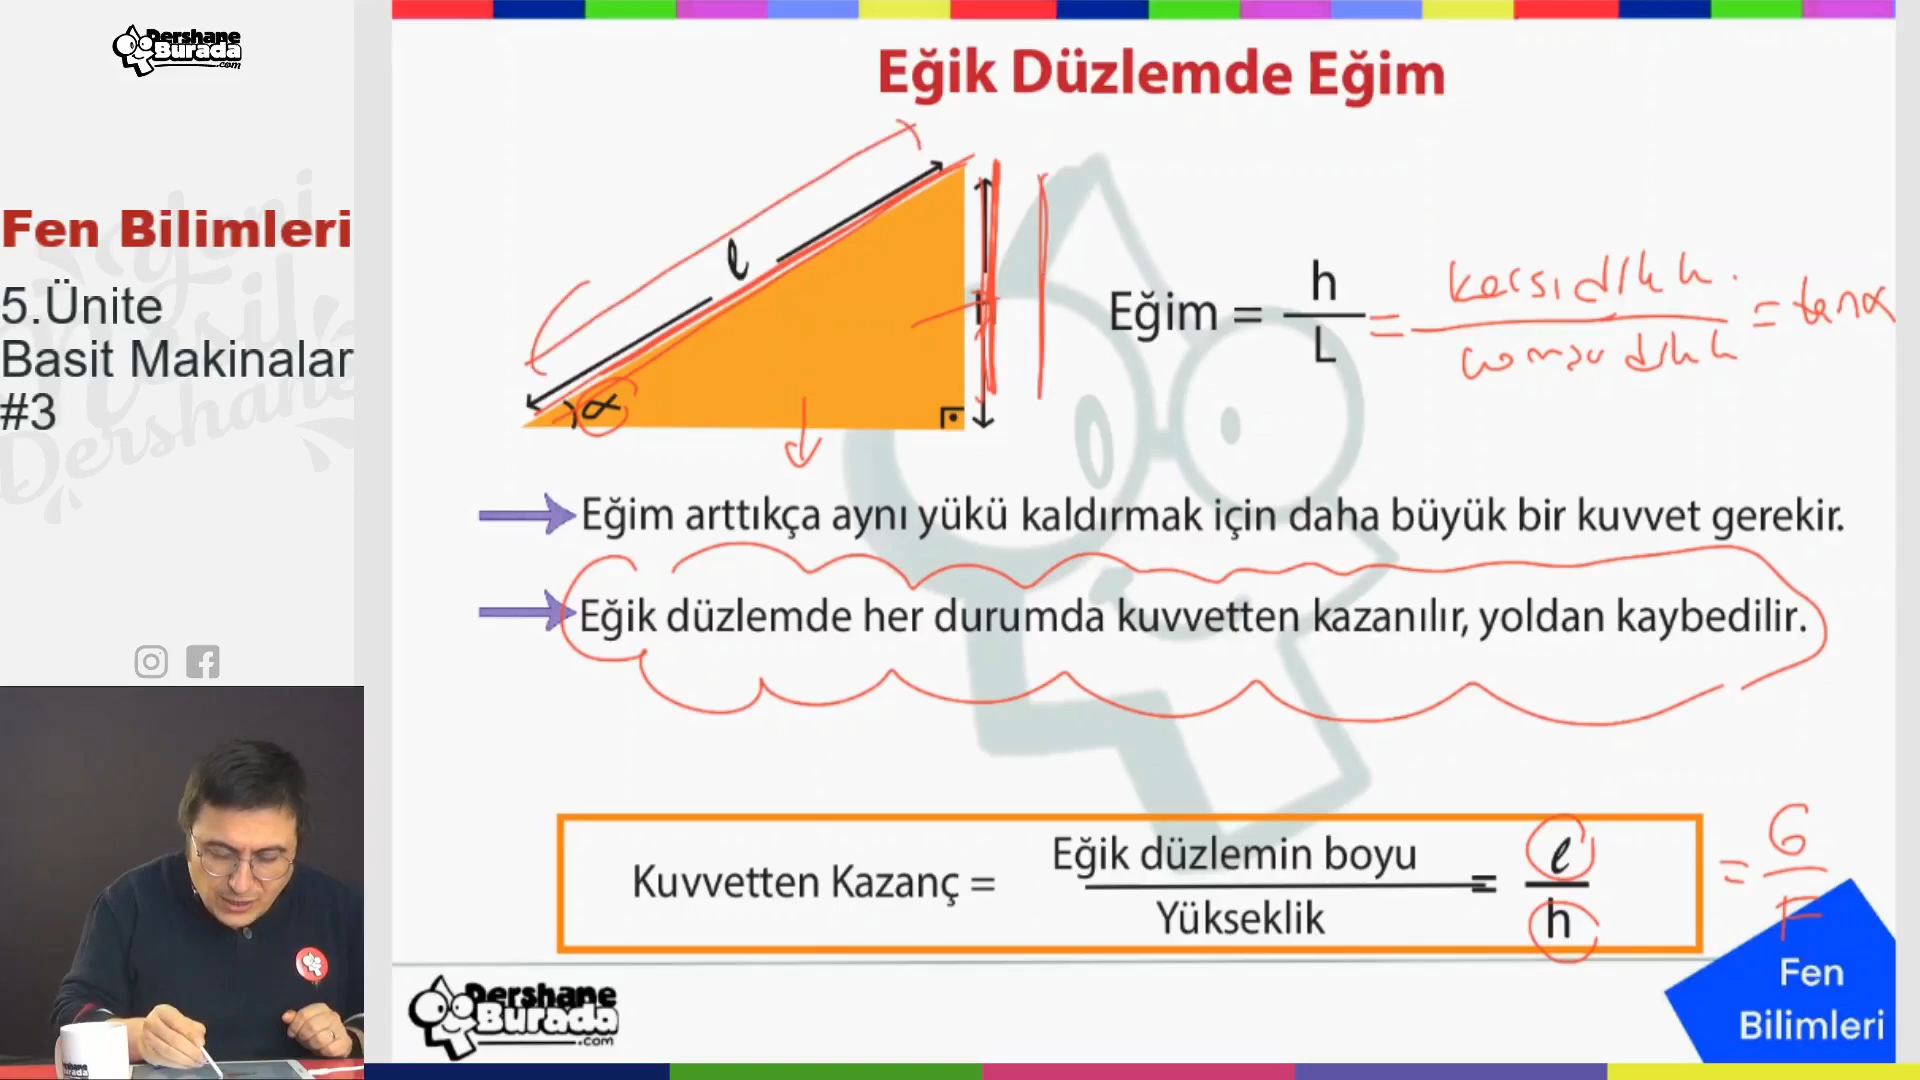 Dershane
Burada
.com
Fen Bilimleri
5.Ünite
Basit Makinalar
#3
Eğik Düzlemde Eğim
ℓ
h
α
Eğim = h / L = karşı dik k. / komşu dik k = tanα
Eğim arttıkça aynı yükü kaldırmak için daha büyük bir kuvvet gerekir.
Eğik düzlemde her durumda kuvvetten kazanılır, yoldan kaybedilir.
Kuvvetten Kazanç = Eğik düzlemin boyu / Yükseklik = ℓ / h = G / F
Dershane
Burada
.com
Fen
Bilimleri